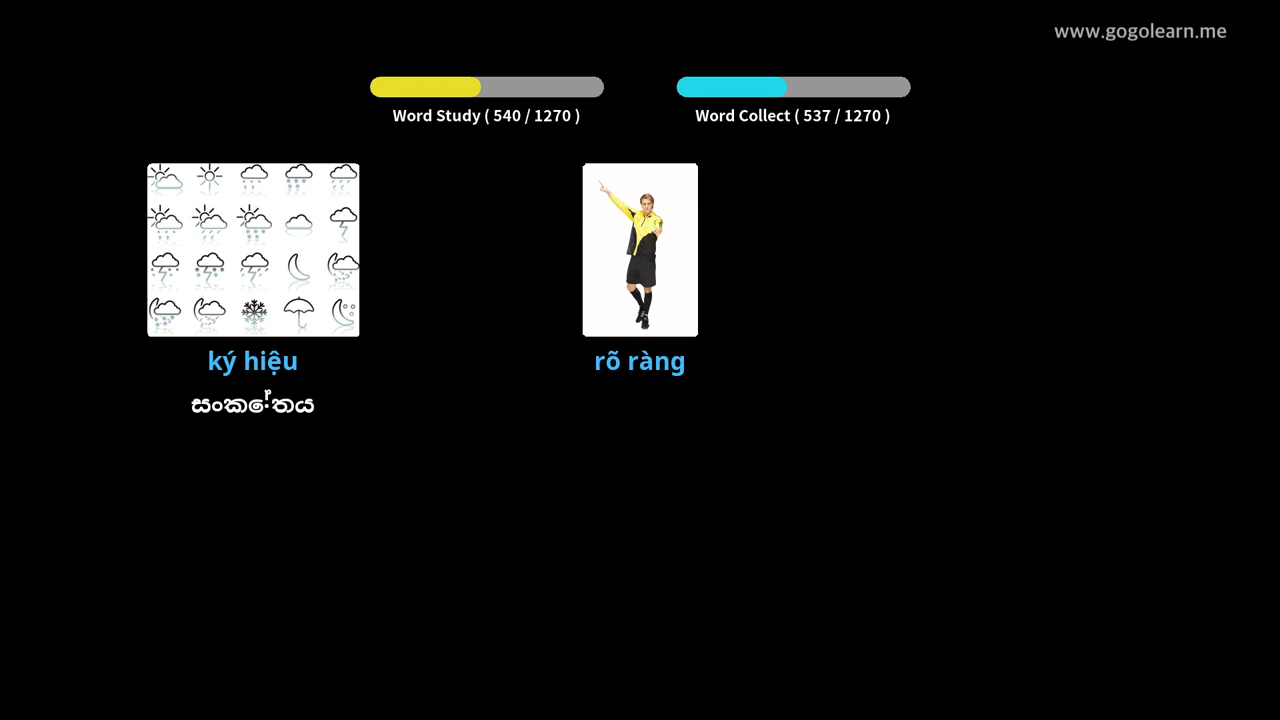 www.gogolearn.me
Word Study ( 540 / 1270 )
Word Collect ( 537 / 1270 )
ký hiệu
rõ ràng
සංකේතය